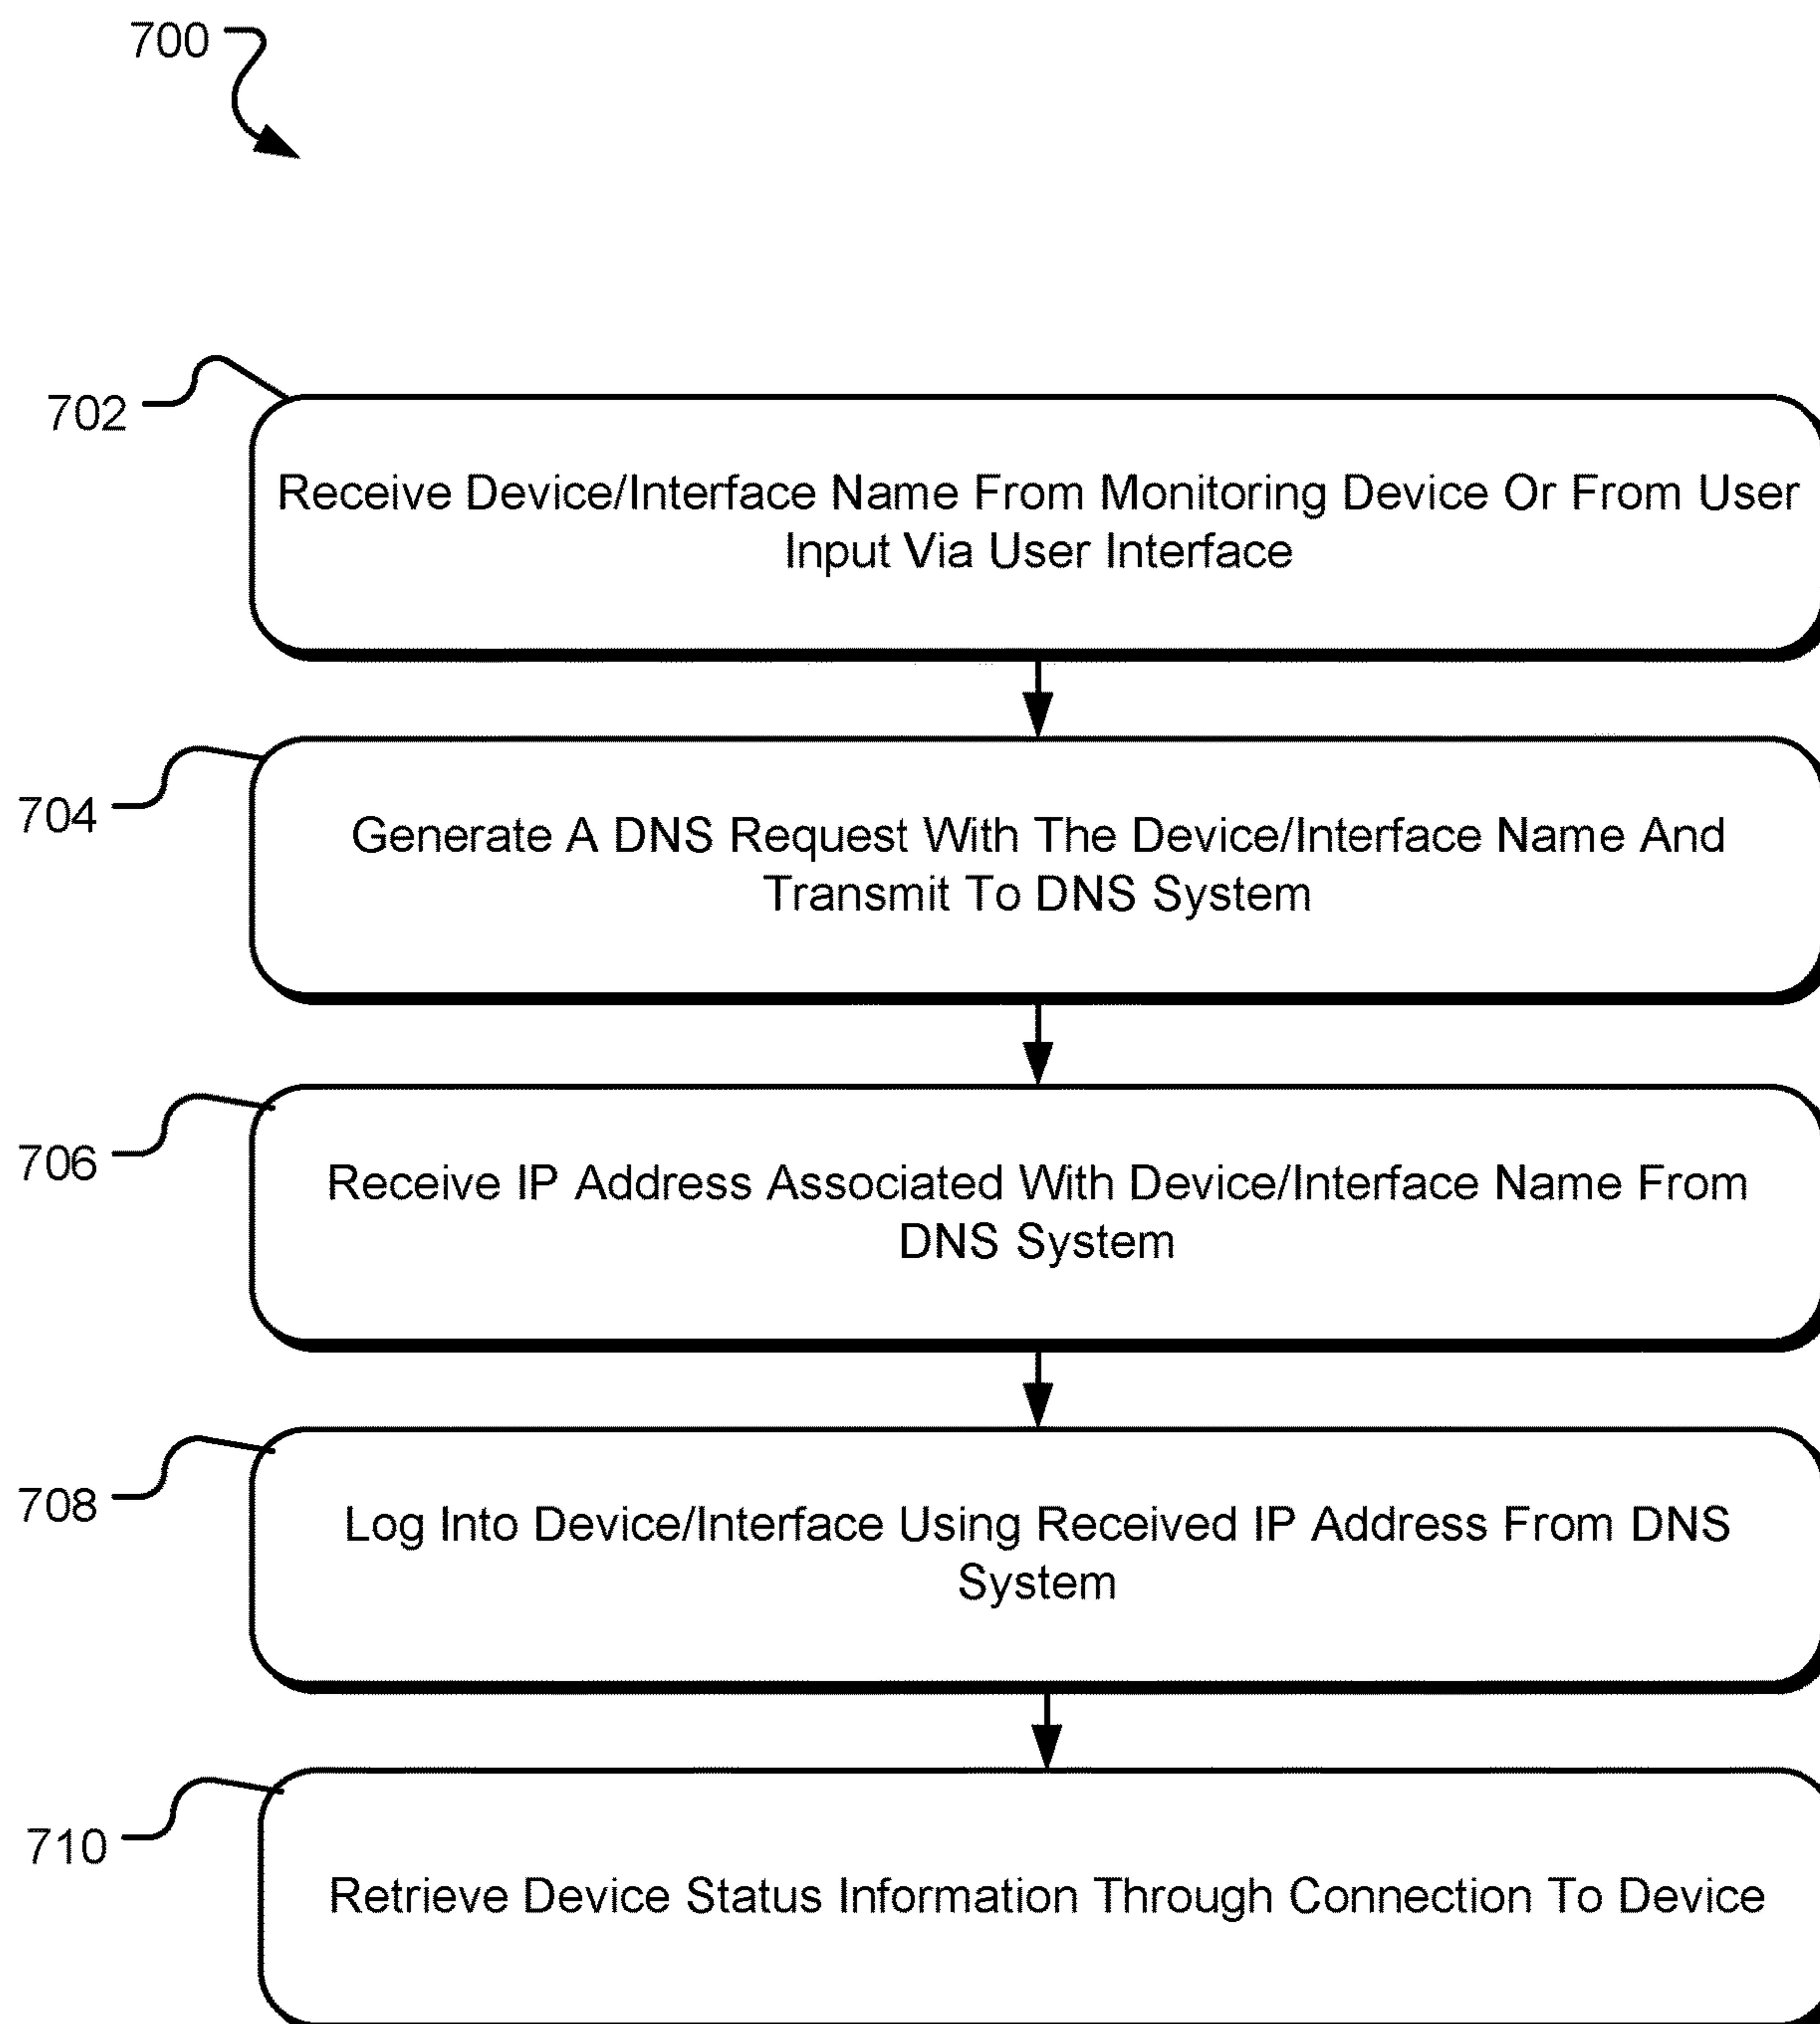 700
702
Receive Device/Interface Name From Monitoring Device Or From User
Input Via User Interface
704
Generate A DNS Request With The Device/Interface Name And
Transmit To DNS System
706
Receive IP Address Associated With Device/Interface Name From
DNS System
708
Log Into Device/Interface Using Received IP Address From DNS
System
710
Retrieve Device Status Information Through Connection To Device